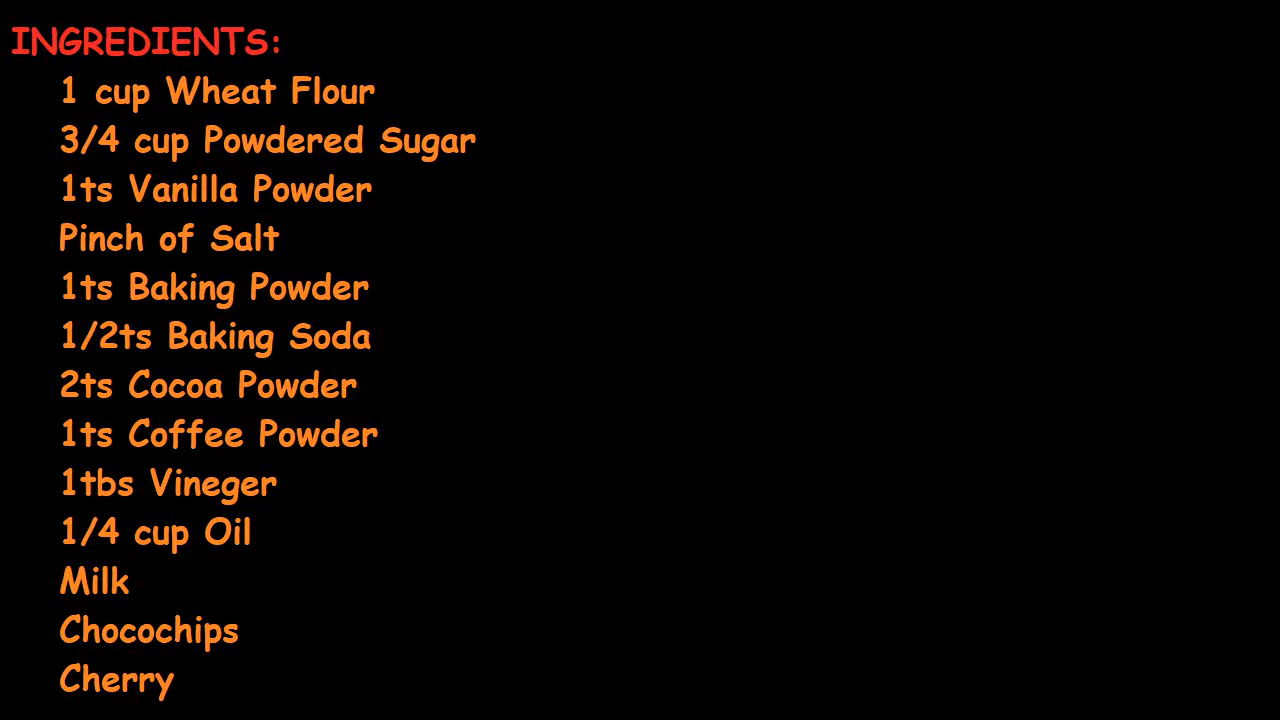 INGREDIENTS:
1 cup Wheat Flour
3/4 cup Powdered Sugar
1ts Vanilla Powder
Pinch of Salt
1ts Baking Powder
1/2ts Baking Soda
2ts Cocoa Powder
1ts Coffee Powder
1tbs Vineger
1/4 cup Oil
Milk
Chocochips
Cherry